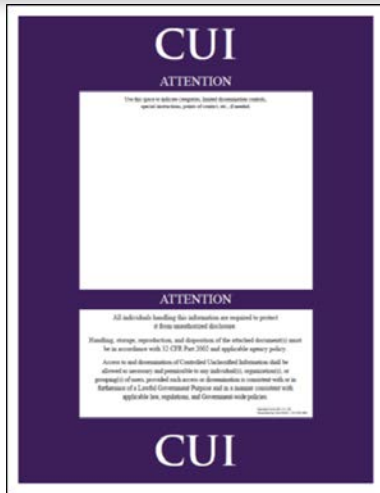 CUI
ATTENTION
Use this space to indicate categories, limited dissemination controls,
special instructions, points of contact, etc., if needed.
ATTENTION
All individuals handling this information are required to protect
it from unauthorized disclosure.
Handling, storage, reproduction, and disposition of the attached document(s) must
be in accordance with 32 CFR Part 2002 and applicable agency policy.
Access to and dissemination of Controlled Unclassified Information shall be
allowed as necessary and permissible to any individual(s), organization(s), or
grouping(s) of users, provided such access or dissemination is consistent with or in
furtherance of a Lawful Government Purpose and in a manner consistent with
applicable law, regulations, and Government-wide policies.
CUI